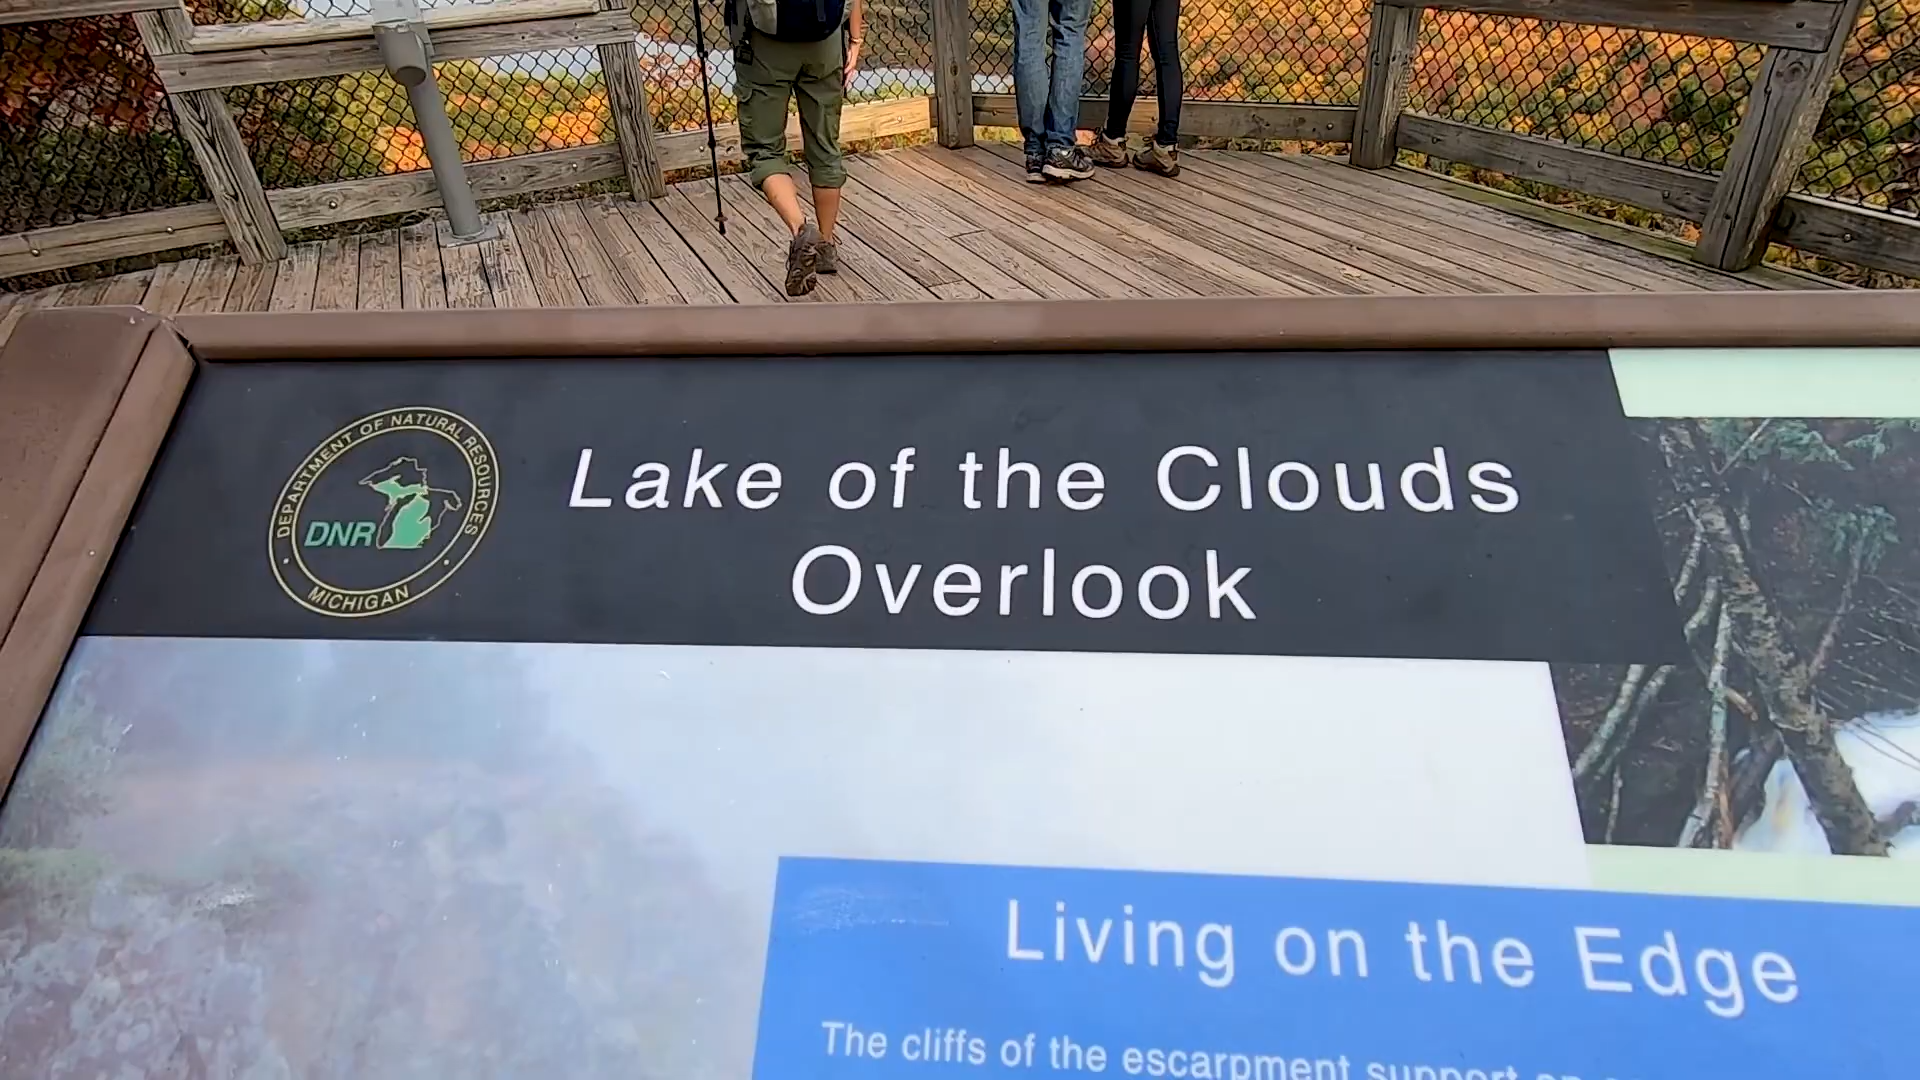 DEPARTMENT OF NATURAL RESOURCES
DNR
MICHIGAN
Lake of the Clouds
Overlook
Living on the Edge
The cliffs of the escarpment support